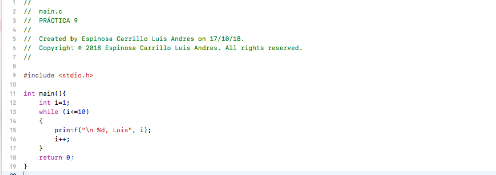 1 //
2 // main.c
3 // PRÁCTICA 9
4 //
5 // Created by Espinosa Carrillo Luis Andres on 17/10/18.
6 // Copyright © 2018 Espinosa Carrillo Luis Andres. All rights reserved.
7 //
8
9 #include <stdio.h>
10
11 int main(){
12 int i=1;
13 while (i<=10)
14 {
15 printf("\n %d, Luis", i);
16 i++;
17 }
18 return 0;
19 }
20